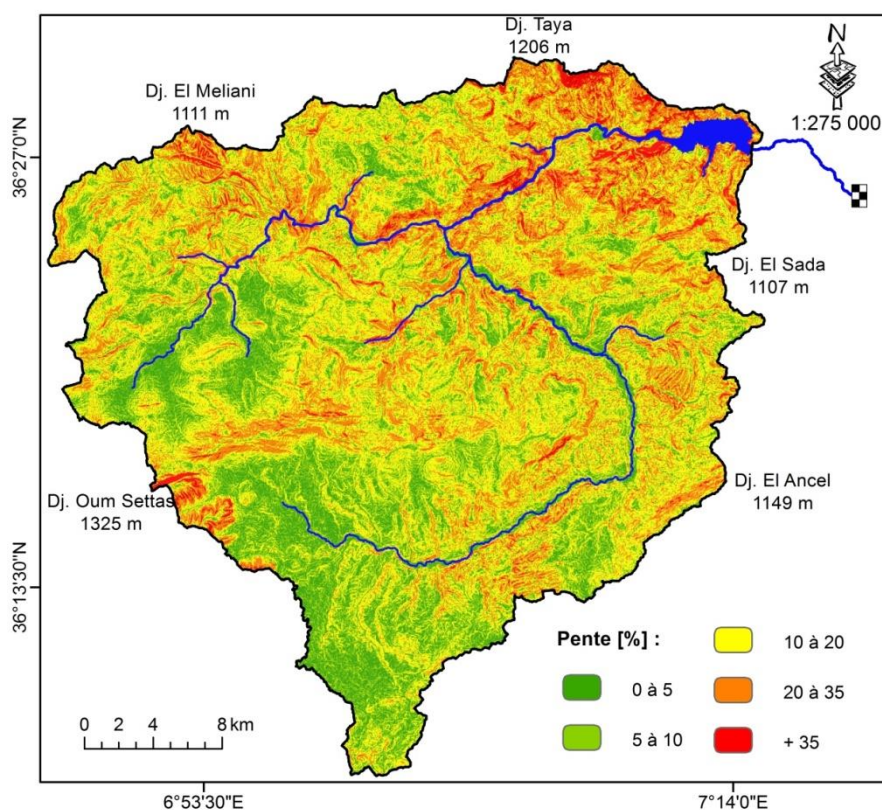 Dj. Taya
1206 m
N
Dj. El Meliani
1111 m
1:275 000
36°27'0"N
Dj. El Sada
1107 m
Dj. El Ancel
1149 m
Dj. Oum Settas
1325 m
36°13'30"N
Pente [%] :
10 à 20
0 à 5
20 à 35
5 à 10
+ 35
0 2 4 8 km
6°53'30"E
7°14'0"E